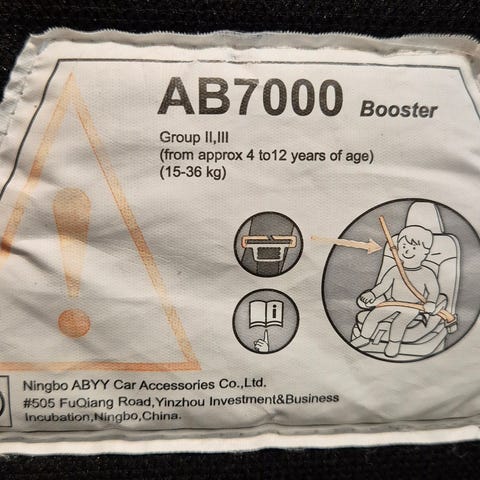 AB7000 Booster
Group II,III
(from approx 4 to12 years of age)
(15-36 kg)
i
Ningbo ABYY Car Accessories Co.,Ltd.
#505 FuQiang Road,Yinzhou Investment&Business
Incubation,Ningbo,China.